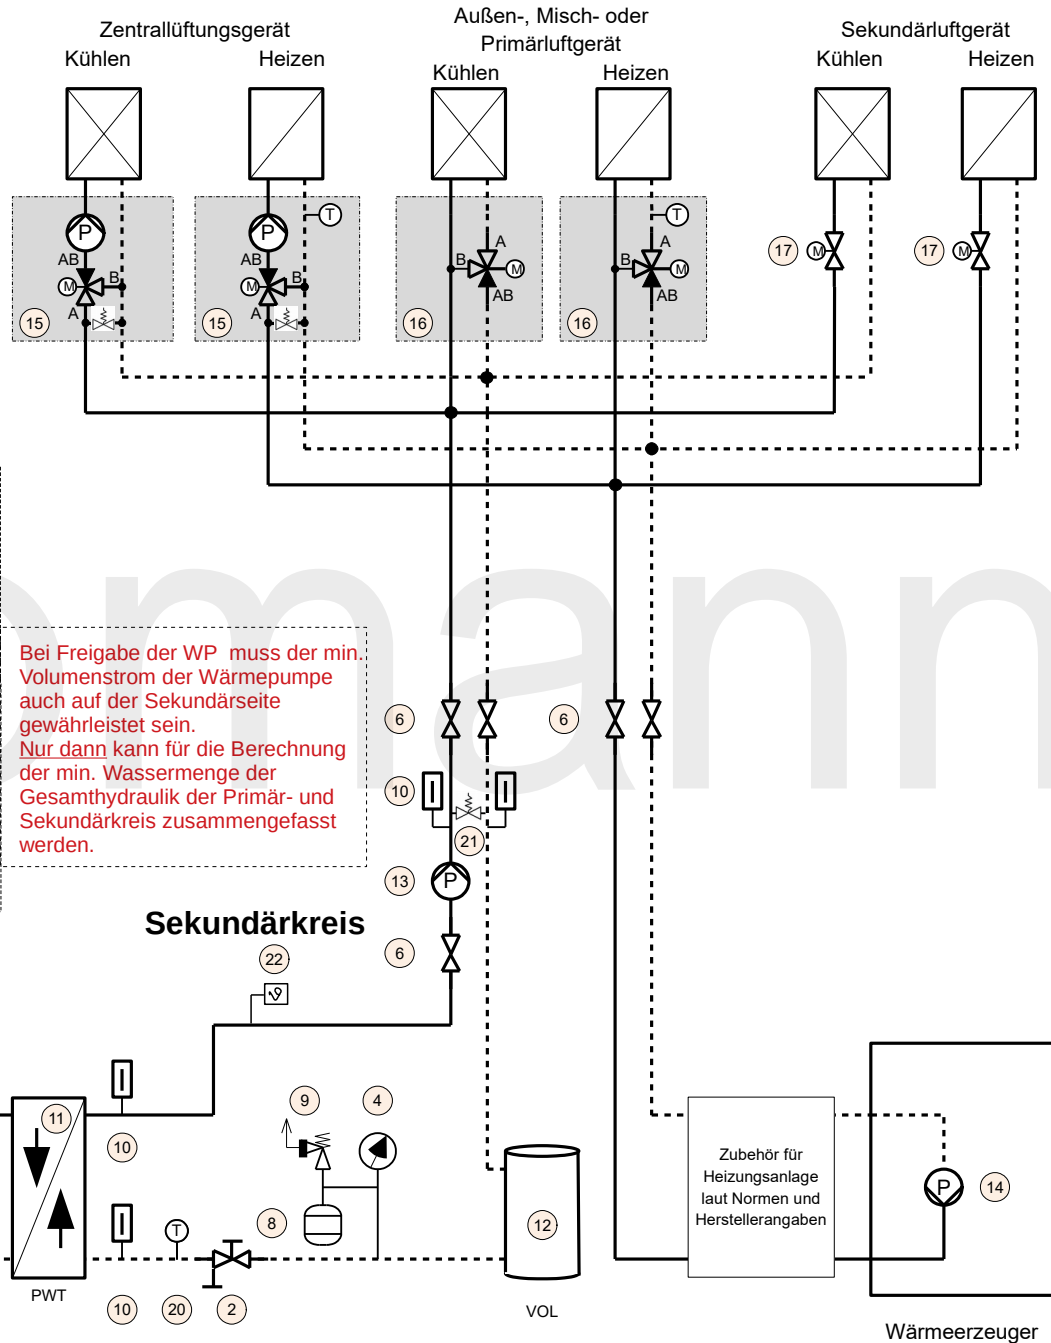 Zentrallüftungsgerät
Kühlen Heizen
Außen-, Misch- oder
Primärluftgerät
Kühlen Heizen
Sekundärluftgerät
Kühlen Heizen
P
AB
M
B
A
15
P
T
AB
M
B
A
15
A
B
M
AB
16
T
A
B
M
AB
16
17
M
17
M
Bei Freigabe der WP muss der min.
Volumenstrom der Wärmepumpe
auch auf der Sekundärseite
gewährleistet sein.
Nur dann kann für die Berechnung
der min. Wassermenge der
Gesamthydraulik der Primär- und
Sekundärkreis zusammengefasst
werden.
omann
6
6
10
21
13
P
Sekundärkreis
6
22
11
10
9
4
8
T
12
PWT
10
20
2
VOL
Zubehör für
Heizungsanlage
laut Normen und
Herstellerangaben
P
14
Wärmeerzeuger